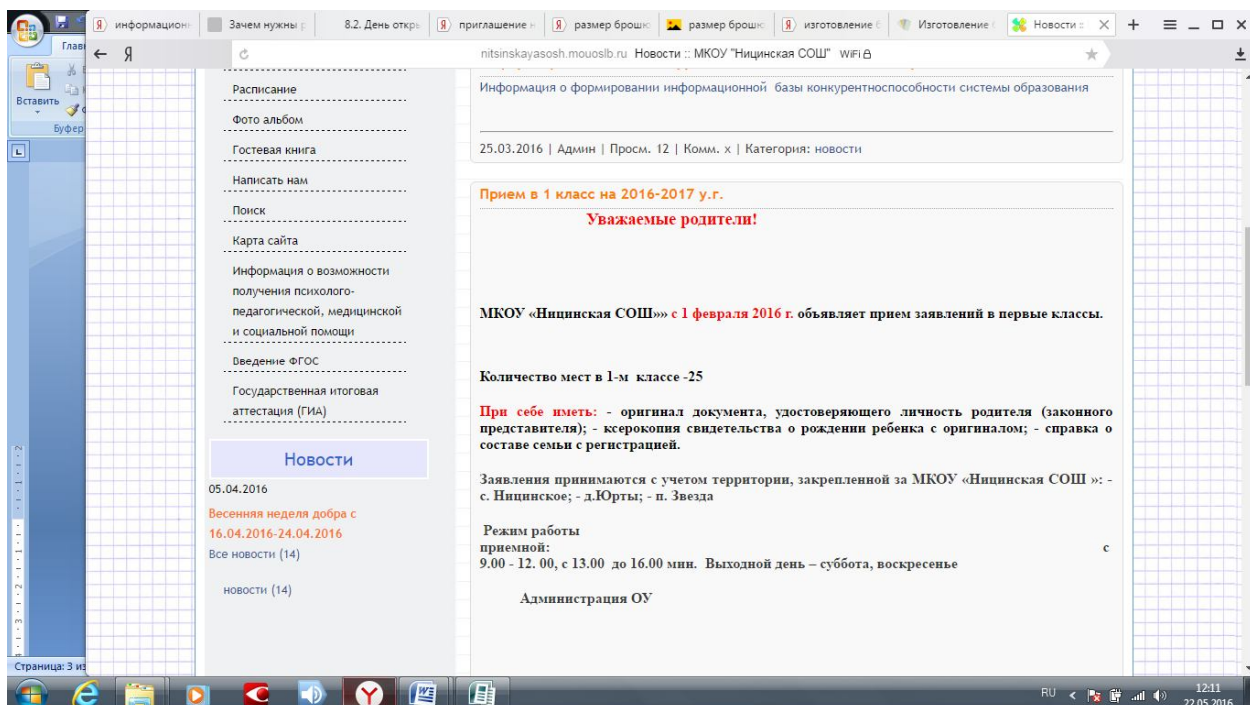 информацион
Зачем нужны р
8.2. День откры
приглашение н
размер брошю
размер брошю
изготовление б
Изготовление б
Новости ::
Глав
Я
nitsinskayasosh.mouoslb.ru Новости :: МКОУ "Ницинская СОШ" WiFi
Вставить
Буфер
Расписание
Фото альбом
Гостевая книга
Написать нам
Поиск
Карта сайта
Информация о возможности
получения психолого-
педагогической, медицинской
и социальной помощи
Введение ФГОС
Государственная итоговая
аттестация (ГИА)
Новости
05.04.2016
Весенняя неделя добра с
16.04.2016-24.04.2016
Все новости (14)
новости (14)
Информация о формировании информационной базы конкурентноспособности системы образования
25.03.2016 | Админ | Просм. 12 | Комм. x | Категория: новости
Прием в 1 класс на 2016-2017 у.г.
Уважаемые родители!
МКОУ «Ницинская СОШ»» с 1 февраля 2016 г. объявляет прием заявлений в первые классы.
Количество мест в 1-м классе -25
При себе иметь: - оригинал документа, удостоверяющего личность родителя (законного
представителя); - ксерокопия свидетельства о рождении ребенка с оригиналом; - справка о
составе семьи с регистрацией.
Заявления принимаются с учетом территории, закрепленной за МКОУ «Ницинская СОШ »: -
с. Ницинское; - д.Юрты; - п. Звезда
Режим работы
приемной: с
9.00 - 12. 00, с 13.00 до 16.00 мин. Выходной день – суббота, воскресенье
Администрация ОУ
Страница: 3 из
RU
12:11
22.05.2016